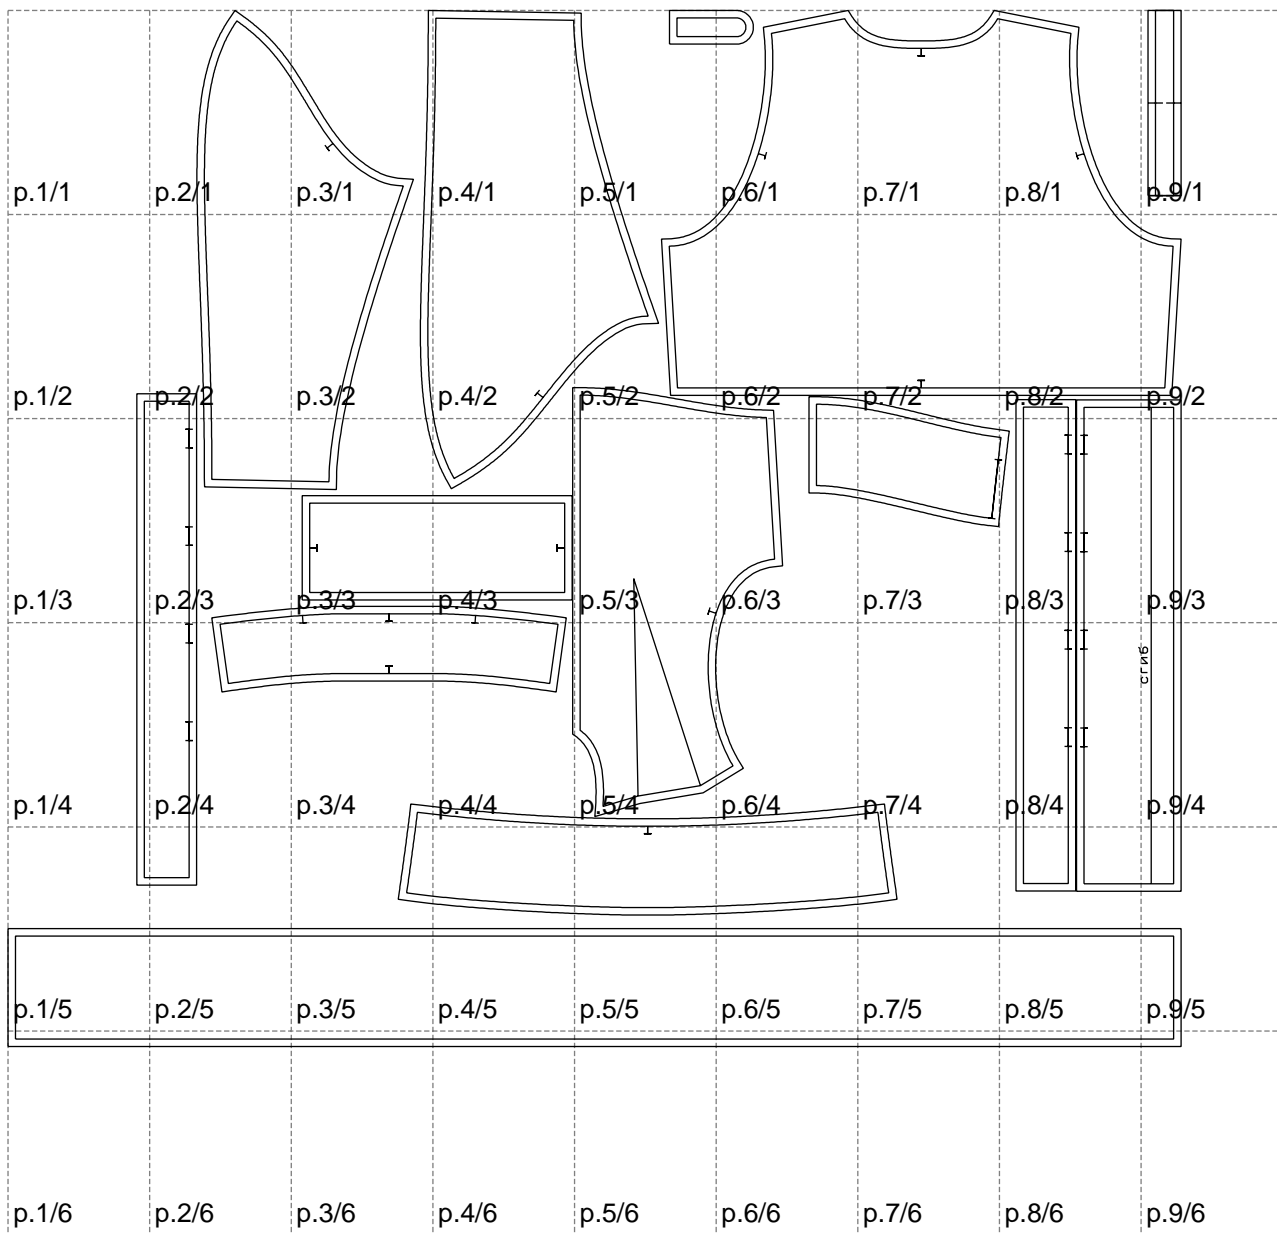 p.1/1 p.2/1 p.3/1 p.4/1 p.5/1 p.6/1 p.7/1 p.8/1 p.9/1
p.1/2 p.2/2 p.3/2 p.4/2 p.5/2 p.6/2 p.7/2 p.8/2 p.9/2
p.1/3 p.2/3 p.3/3 p.4/3 p.5/3 p.6/3 p.7/3 p.8/3 p.9/3
сгиб
p.1/4 p.2/4 p.3/4 p.4/4 p.5/4 p.6/4 p.7/4 p.8/4 p.9/4
p.1/5 p.2/5 p.3/5 p.4/5 p.5/5 p.6/5 p.7/5 p.8/5 p.9/5
p.1/6 p.2/6 p.3/6 p.4/6 p.5/6 p.6/6 p.7/6 p.8/6 p.9/6